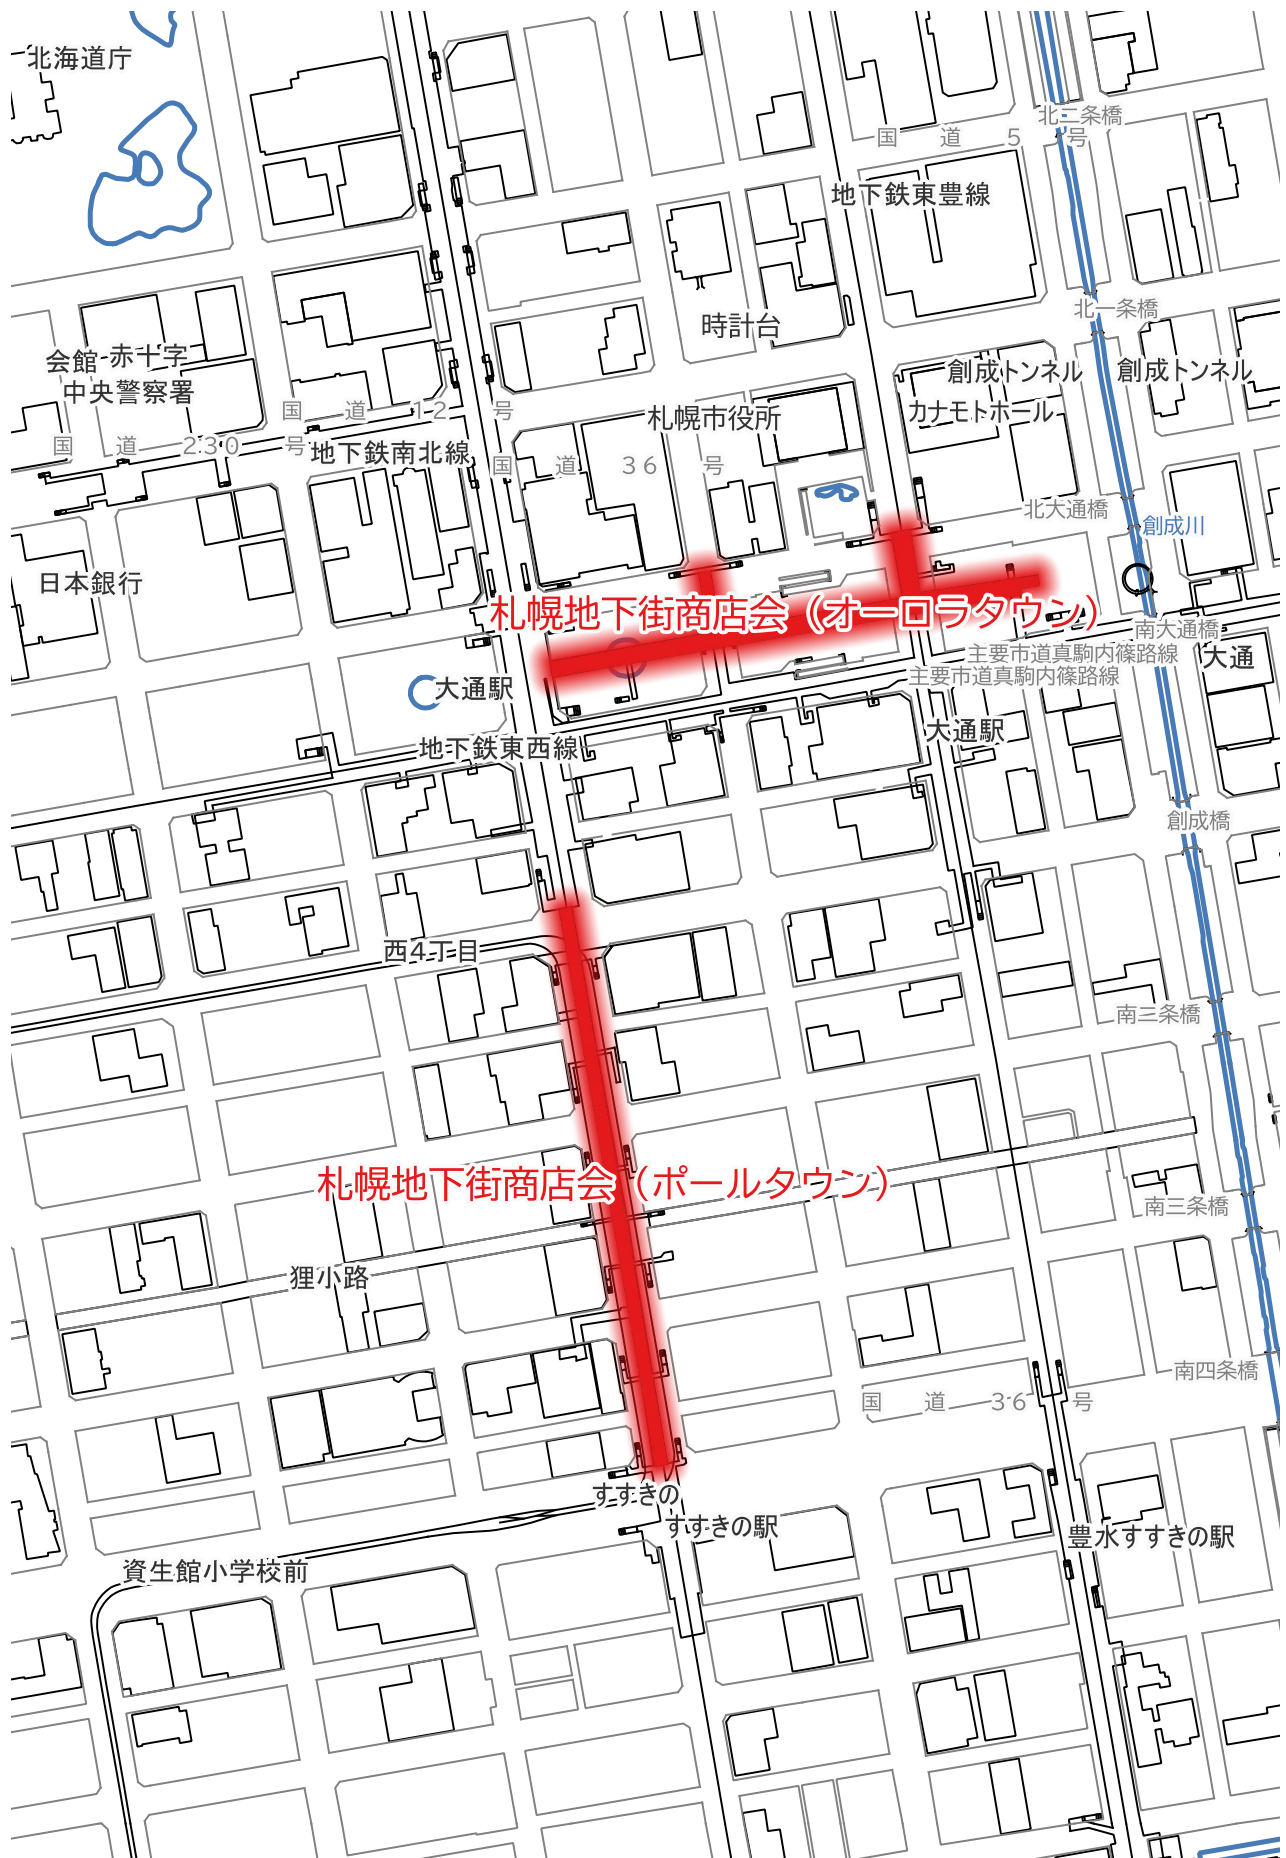 北海道庁
北二条橋
国道5号
地下鉄東豊線
北一条橋
時計台
会館
赤十字
中央警察署
創成トンネル
創成トンネル
国道12号
札幌市役所
カナモトホール
国道230号
地下鉄南北線
国道36号
北大通橋
創成川
日本銀行
札幌地下街商店会（オーロラタウン）
南大通橋
主要市道真駒内篠路線
大通
主要市道真駒内篠路線
大通駅
大通駅
地下鉄東西線
創成橋
西4丁目
南二条橋
札幌地下街商店会（ポールタウン）
南三条橋
狸小路
南四条橋
国道36号
すすきの
すすきの駅
豊水すすきの駅
資生館小学校前